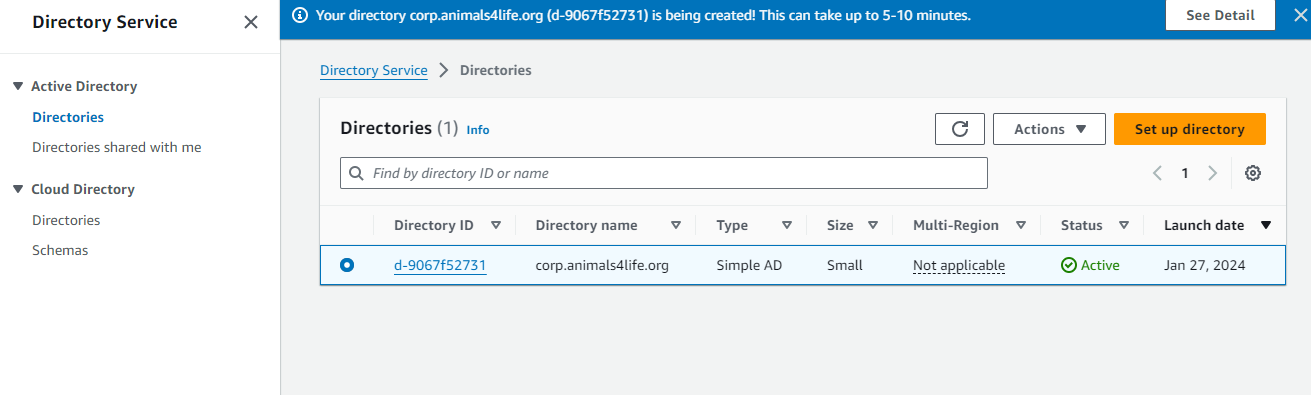 Directory Service
Your directory corp.animals4life.org (d-9067f52731) is being created! This can take up to 5-10 minutes.
See Detail
Active Directory
Directories
Directories shared with me
Cloud Directory
Directories
Schemas
Directory Service > Directories
Directories (1) Info
Actions
Set up directory
Find by directory ID or name
1
Directory ID Directory name Type Size Multi-Region Status Launch date
d-9067f52731 corp.animals4life.org Simple AD Small Not applicable Active Jan 27, 2024